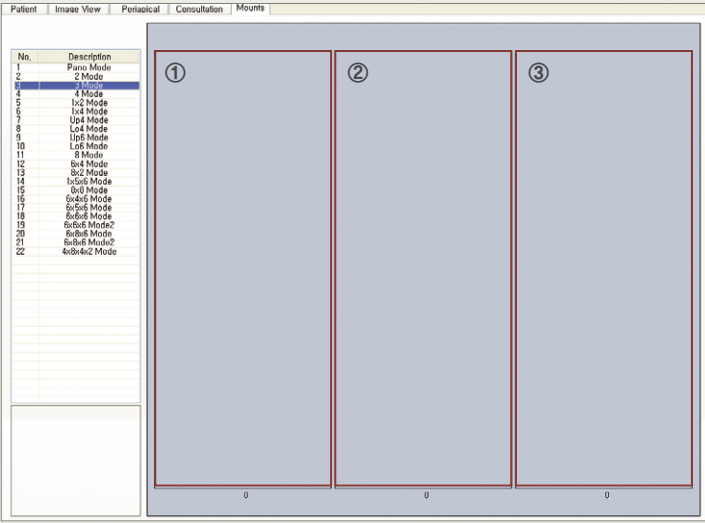 Patient Image View Periapical Consultation Mounts
No. Description
1 Pano Mode
2 2 Mode
3 3 Mode
4 4 Mode
5 1x2 Mode
6 1x4 Mode
7 Up4 Mode
8 Lo4 Mode
9 Up6 Mode
10 Lo6 Mode
11 8 Mode
12 6x4 Mode
13 8x2 Mode
14 1x5x6 Mode
15 Mode
16 6x4x6 Mode
17 6x5x6 Mode
18 6x6x6 Mode
19 6x6x6 Mode2
20 6x8x6 Mode
21 6x8x6 Mode2
22 4x8x4x2 Mode
① ② ③
0 0 0